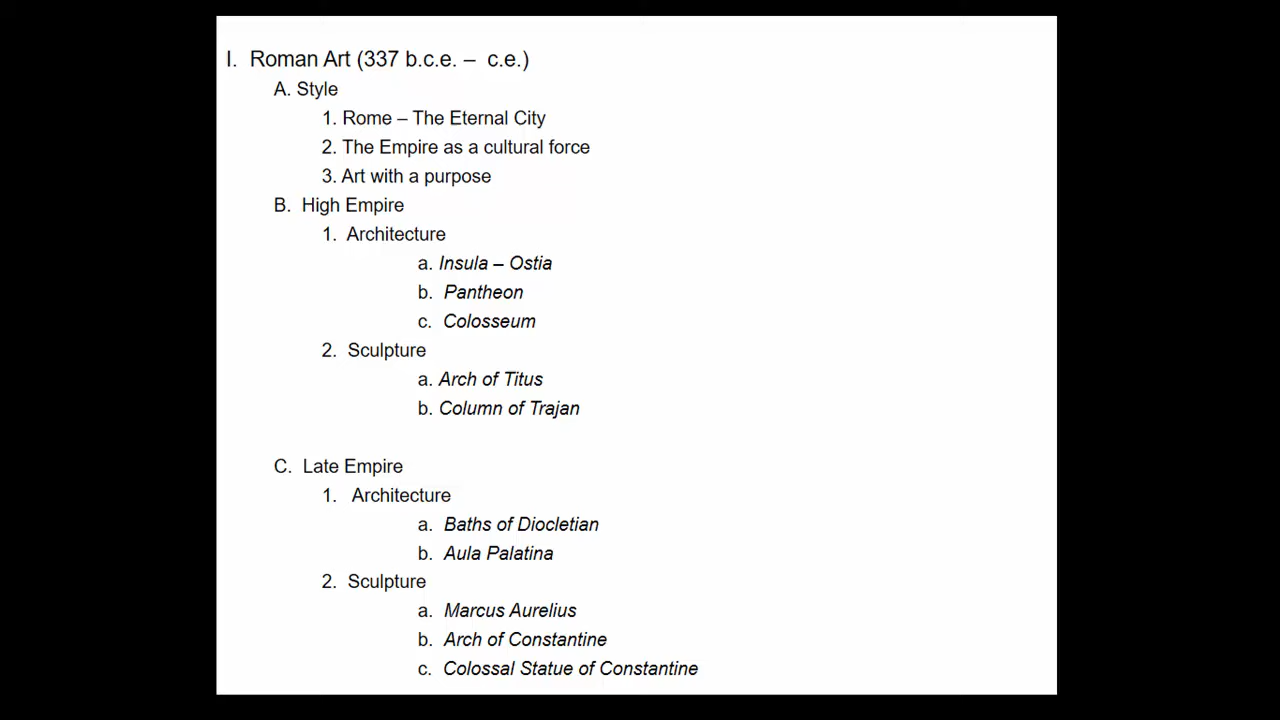 I. Roman Art (337 b.c.e. – c.e.)
A. Style
1. Rome – The Eternal City
2. The Empire as a cultural force
3. Art with a purpose
B. High Empire
1. Architecture
a. Insula – Ostia
b. Pantheon
c. Colosseum
2. Sculpture
a. Arch of Titus
b. Column of Trajan
C. Late Empire
1. Architecture
a. Baths of Diocletian
b. Aula Palatina
2. Sculpture
a. Marcus Aurelius
b. Arch of Constantine
c. Colossal Statue of Constantine